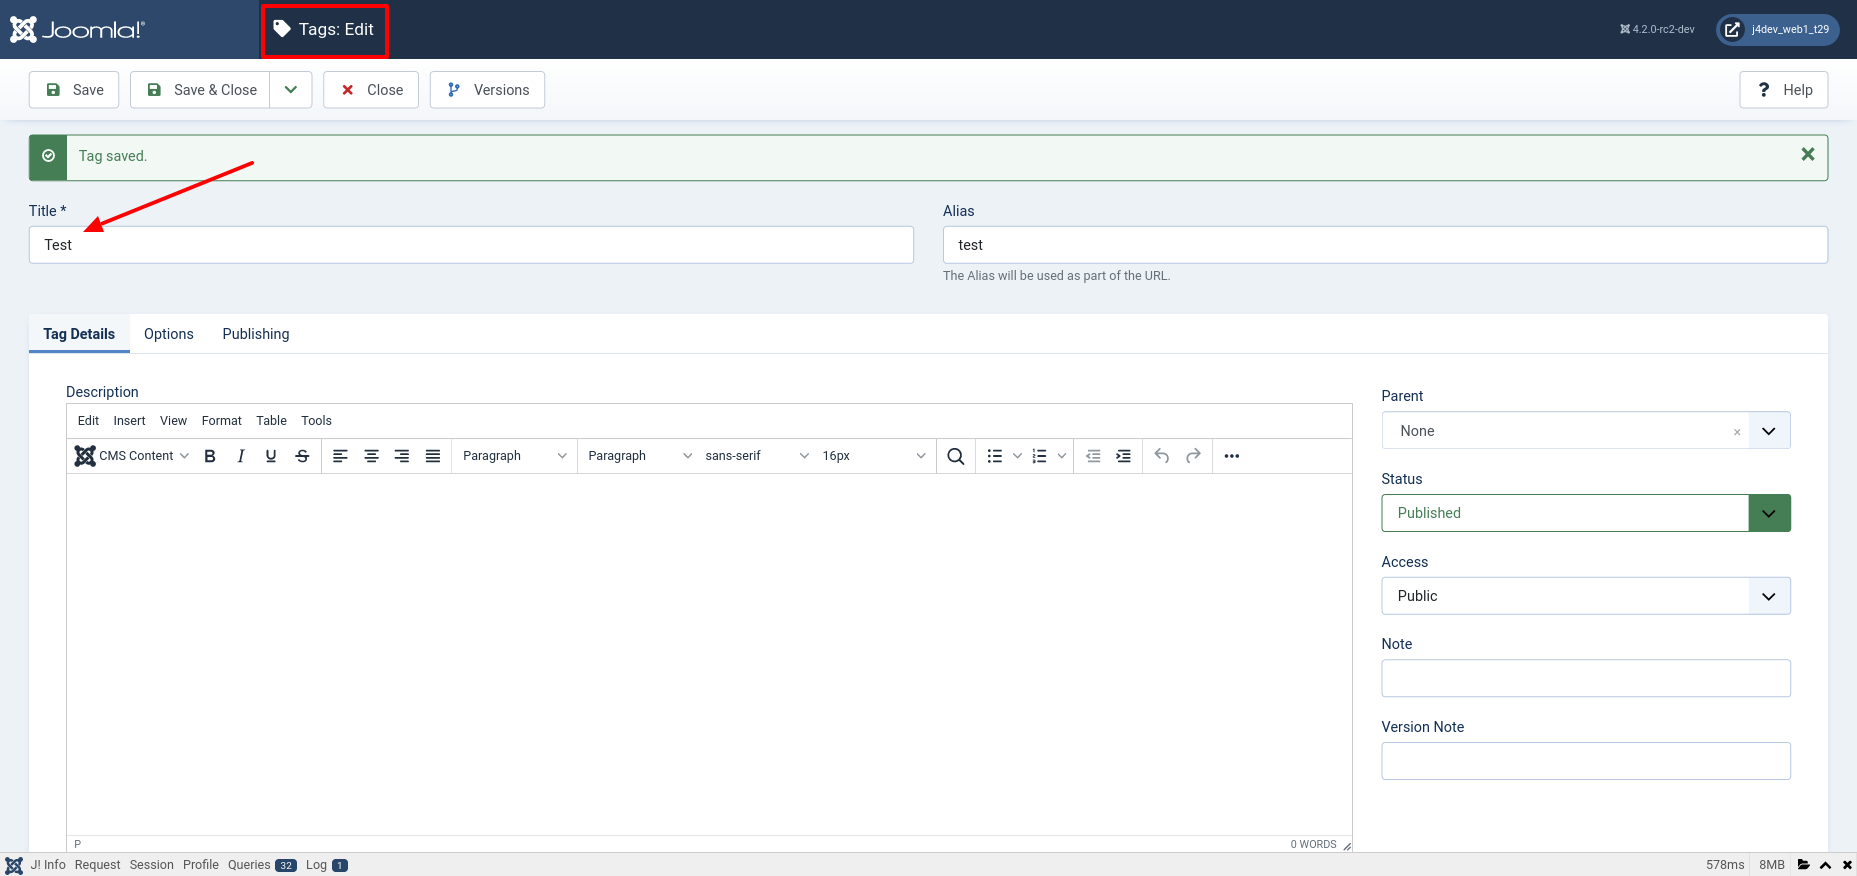 Joomla!® Tags: Edit 4.2.0-rc2-dev j4dev_web1_t29
Save Save & Close Close Versions ? Help
Tag saved.
Title * Alias
Test test
The Alias will be used as part of the URL.
Tag Details Options Publishing
Description
Edit Insert View Format Table Tools
CMS Content B I U S Paragraph Paragraph sans-serif 16px
P 0 WORDS
Parent
None ×
Status
Published
Access
Public
Note
Version Note
J! Info Request Session Profile Queries 32 Log 1 578ms 8MB